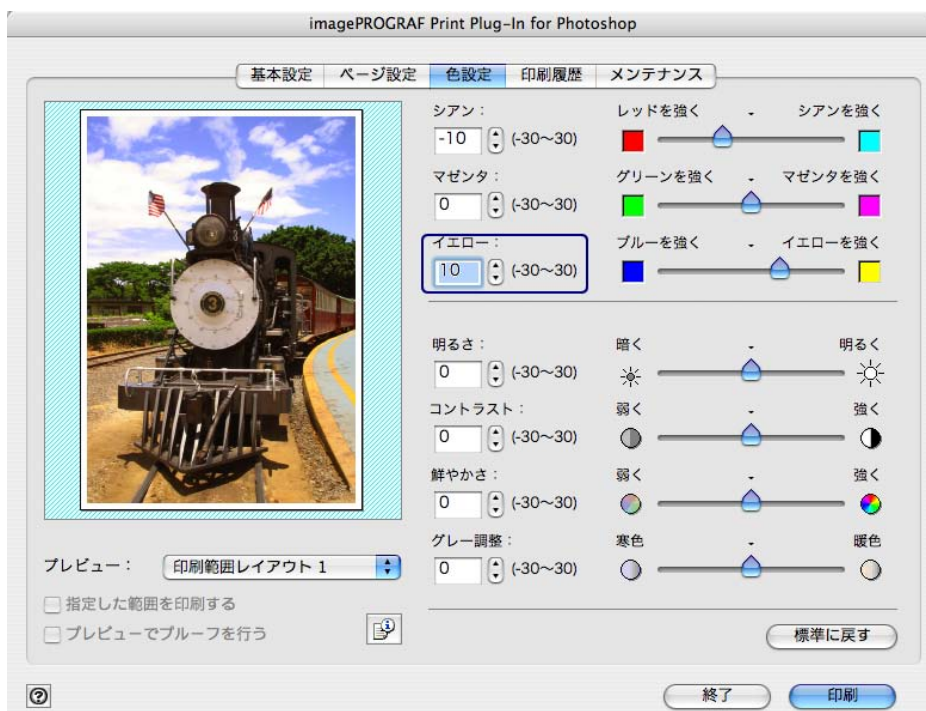 imagePROGRAF Print Plug-In for Photoshop
基本設定 ページ設定 色設定 印刷履歴 メンテナンス
シアン： レッドを強く - シアンを強く
-10 (-30～30)
マゼンタ： グリーンを強く - マゼンタを強く
0 (-30～30)
イエロー： ブルーを強く - イエローを強く
10 (-30～30)
明るさ： 暗く - 明るく
0 (-30～30)
コントラスト： 弱く - 強く
0 (-30～30)
鮮やかさ： 弱く - 強く
0 (-30～30)
グレー調整： 寒色 - 暖色
0 (-30～30)
3
プレビュー： 印刷範囲レイアウト 1
指定した範囲を印刷する
プレビューでプルーフを行う
標準に戻す
? 終了 印刷